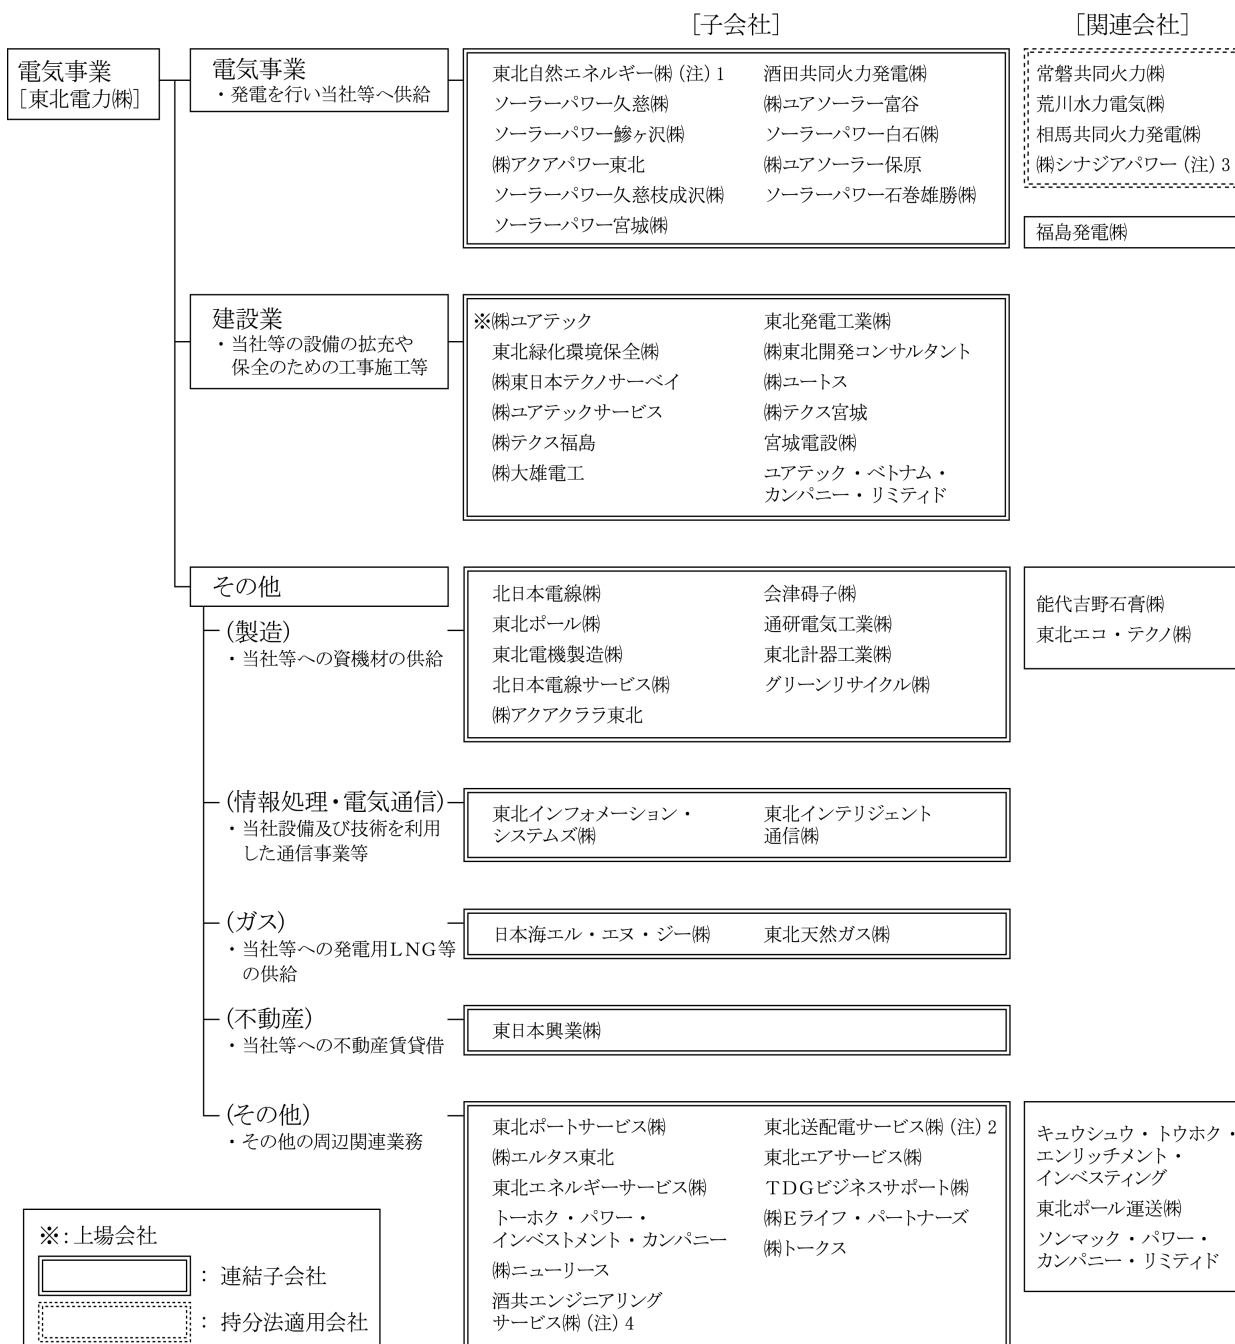 [子会社]
[関連会社]
電気事業
[東北電力㈱]
電気事業
・発電を行い当社等へ供給
東北自然エネルギー㈱ (注) 1
ソーラーパワー久慈㈱
ソーラーパワー鰺ヶ沢㈱
㈱アクアパワー東北
ソーラーパワー久慈枝成沢㈱
ソーラーパワー宮城㈱
酒田共同火力発電㈱
㈱ユアソーラー富谷
ソーラーパワー白石㈱
㈱ユアソーラー保原
ソーラーパワー石巻雄勝㈱
常磐共同火力㈱
荒川水力電気㈱
相馬共同火力発電㈱
㈱シナジアパワー (注) 3
福島発電㈱
建設業
・当社等の設備の拡充や
保全のための工事施工等
※㈱ユアテック
東北緑化環境保全㈱
㈱東日本テクノサーベイ
㈱ユアテックサービス
㈱テクス福島
㈱大雄電工
東北発電工業㈱
㈱東北開発コンサルタント
㈱ユートス
㈱テクス宮城
宮城電設㈱
ユアテック・ベトナム・
カンパニー・リミティド
その他
(製造)
・当社等への資機材の供給
北日本電線㈱
東北ポール㈱
東北電機製造㈱
北日本電線サービス㈱
㈱アクアクララ東北
会津碍子㈱
通研電気工業㈱
東北計器工業㈱
グリーンリサイクル㈱
能代吉野石膏㈱
東北エコ・テクノ㈱
(情報処理・電気通信)
・当社設備及び技術を利用
した通信事業等
東北インフォメーション・
システムズ㈱
東北インテリジェント
通信㈱
(ガス)
・当社等への発電用LNG等
の供給
日本海エル・エヌ・ジー㈱
東北天然ガス㈱
(不動産)
・当社等への不動産賃貸借
東日本興業㈱
(その他)
・その他の周辺関連業務
東北ポートサービス㈱
㈱エルタス東北
東北エネルギーサービス㈱
トーホク・パワー・
インベストメント・カンパニー
㈱ニューリース
酒共エンジニアリング
サービス㈱ (注) 4
東北送配電サービス㈱ (注) 2
東北エアサービス㈱
TDGビジネスサポート㈱
㈱Eライフ・パートナーズ
㈱トークス
キュウシュウ・トウホク・
エンリッチメント・
インベスティング
東北ポール運送㈱
ソンマック・パワー・
カンパニー・リミティド
※：上場会社
：連結子会社
：持分法適用会社